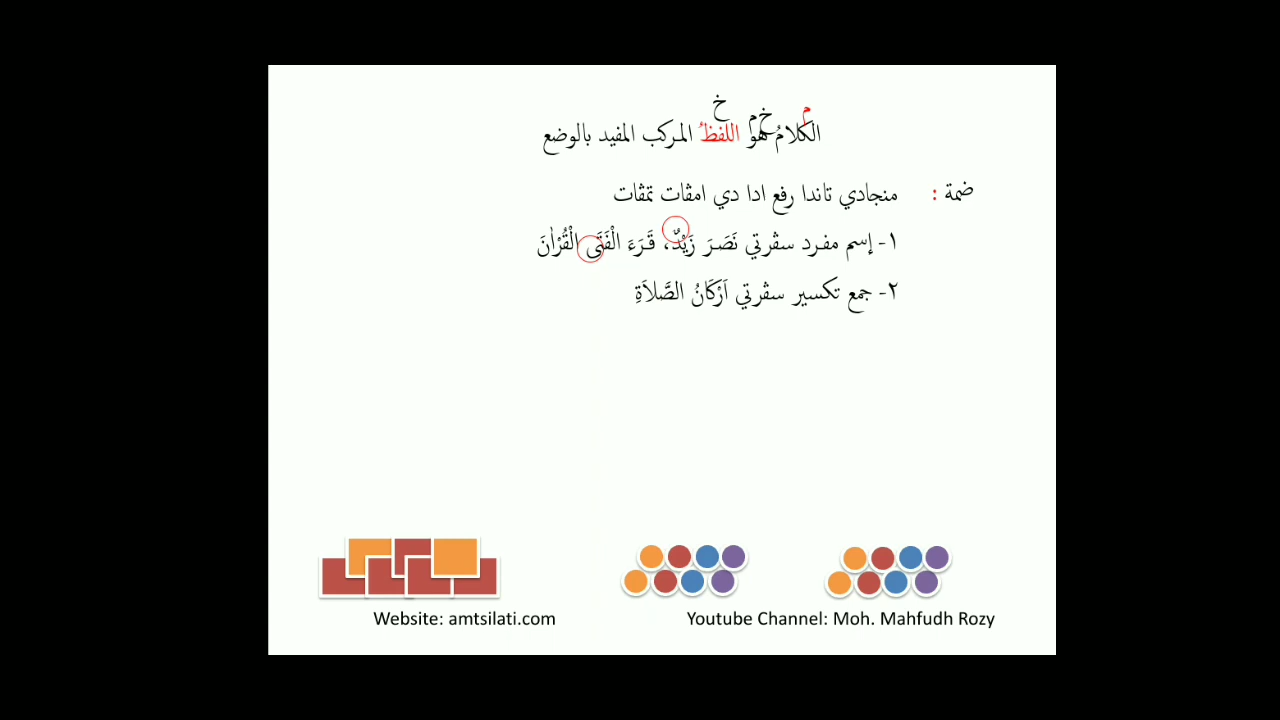 م خ م خ
الكلامُ هو اللفظُ المركب المفيد بالوضع
ضمة : منجادي تاندا رفع ادا دي امڤات تمڤات
١- إسم مفرد سڤرتي نَصَرَ زَيْدٌ، قَرَءَ الْفَتَى الْقُرْاٰنَ
٢- جمع تكسير سڤرتي اَرْكَانُ الصَّلاَةِ
Website: amtsilati.com
Youtube Channel: Moh. Mahfudh Rozy